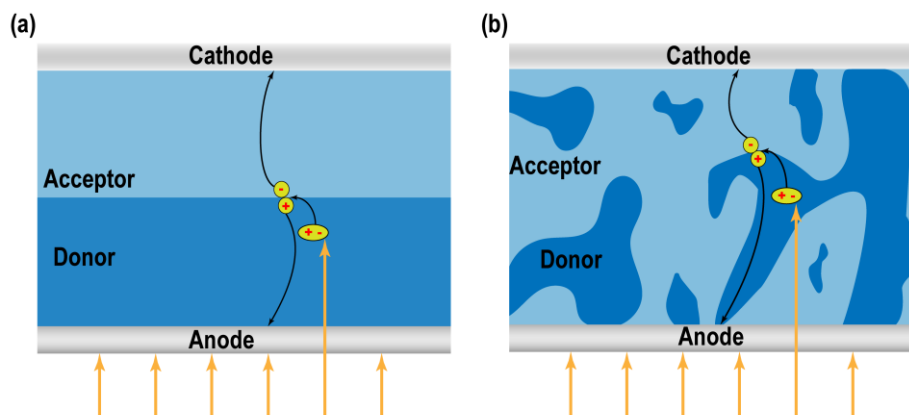 (a)
Cathode
Acceptor
-
+
+ -
Donor
Anode
(b)
Cathode
Acceptor
-
+
+ -
Donor
Anode